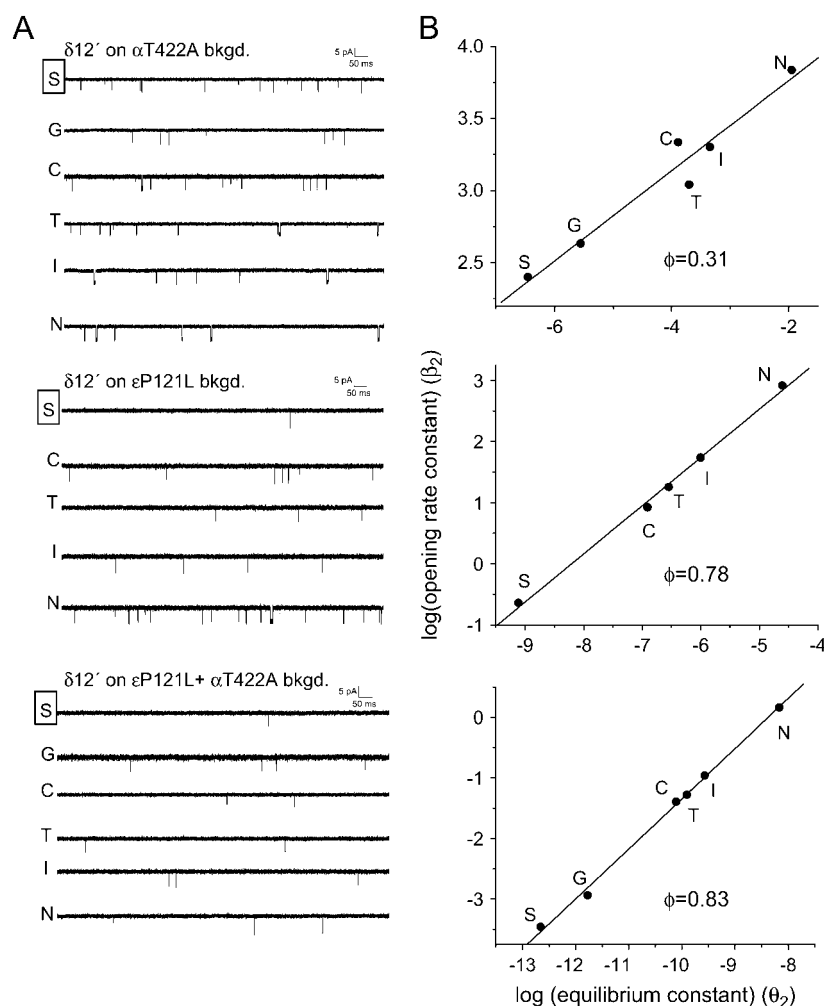 A
δ12´ on αT422A bkgd.
5 pA
50 ms
S
G
C
T
I
N
δ12´ on εP121L bkgd.
5 pA
50 ms
S
C
T
I
N
δ12´ on εP121L+ αT422A bkgd.
5 pA
50 ms
S
G
C
T
I
N
B
log(opening rate constant) (β2)
4.0
3.5
3.0
2.5
N
C
I
T
G
S
ϕ=0.31
-6 -4 -2
3
2
1
0
-1
N
I
T
C
S
ϕ=0.78
-9 -8 -7 -6 -5 -4
0
-1
-2
-3
N
C
I
T
G
S
ϕ=0.83
-13 -12 -11 -10 -9 -8
log (equilibrium constant) (θ2)